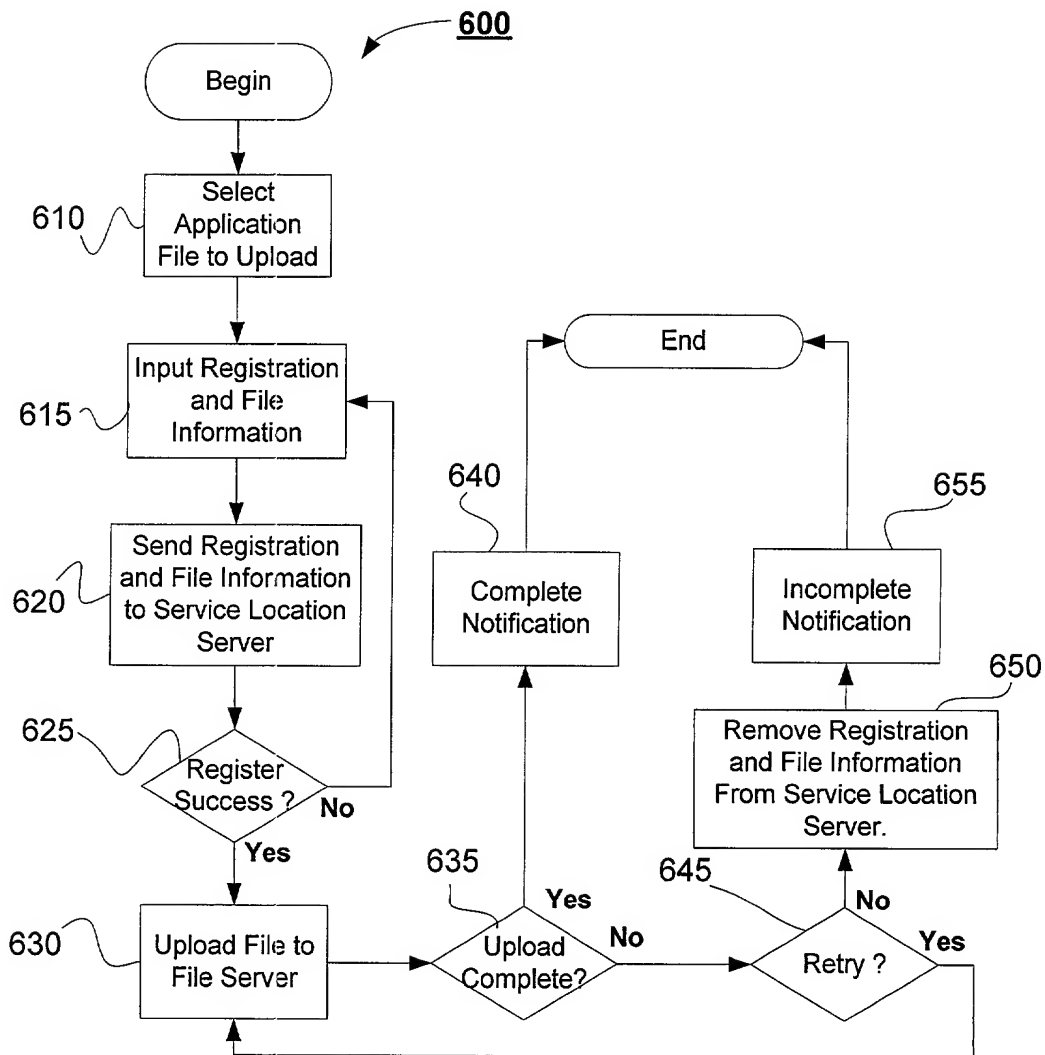 600
Begin
610
Select
Application
File to Upload
615
Input Registration
and File
Information
End
620
Send Registration
and File Information
to Service Location
Server
640
Complete
Notification
655
Incomplete
Notification
625
Register
Success ?
No
Yes
650
Remove Registration
and File Information
From Service Location
Server.
630
Upload File to
File Server
635
Upload
Complete?
Yes
No
645
Retry ?
No
Yes